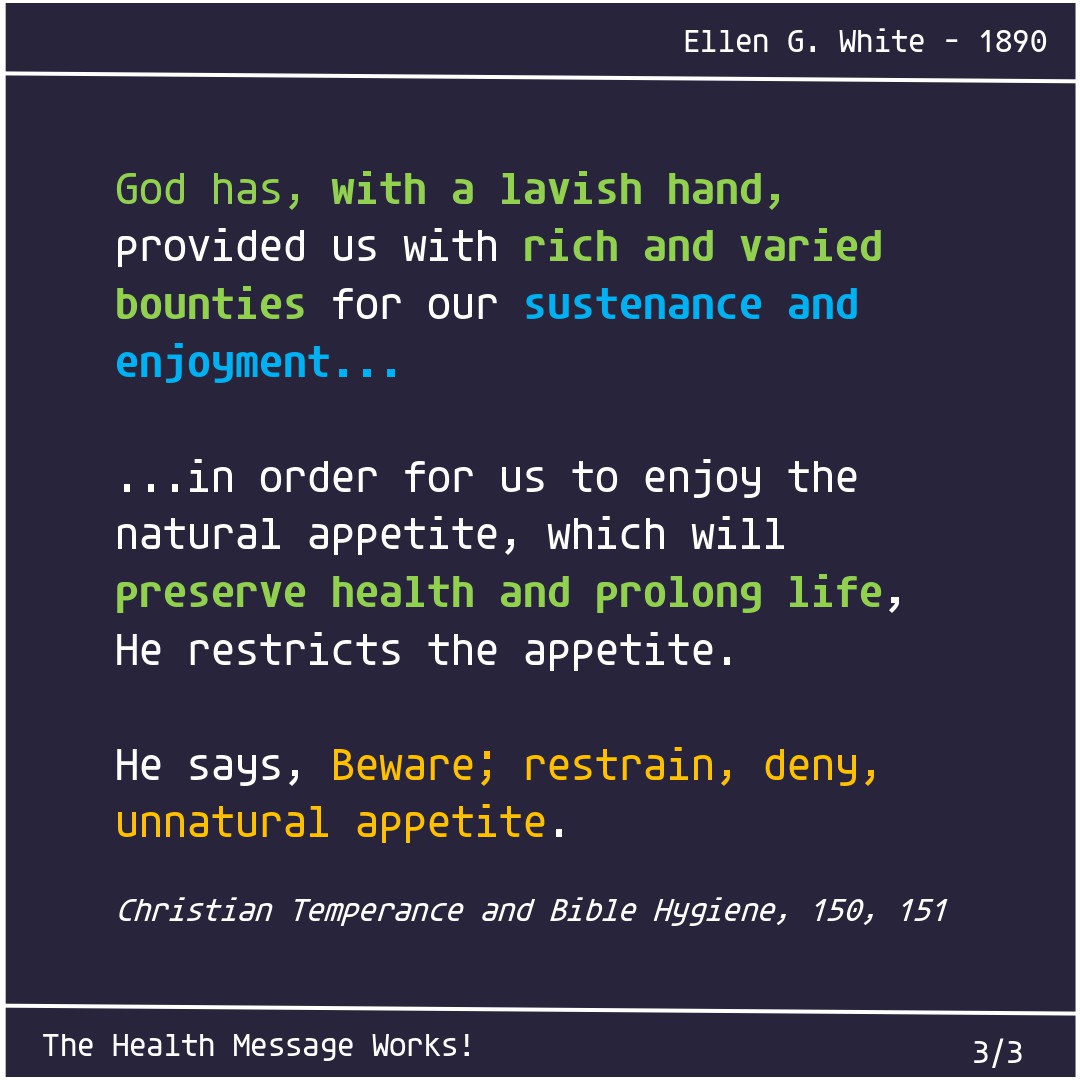 Ellen G. White - 1890
God has, with a lavish hand,
provided us with rich and varied
bounties for our sustenance and
enjoyment...
...in order for us to enjoy the
natural appetite, which will
preserve health and prolong life,
He restricts the appetite.
He says, Beware; restrain, deny,
unnatural appetite.
Christian Temperance and Bible Hygiene, 150, 151
The Health Message Works!
3/3